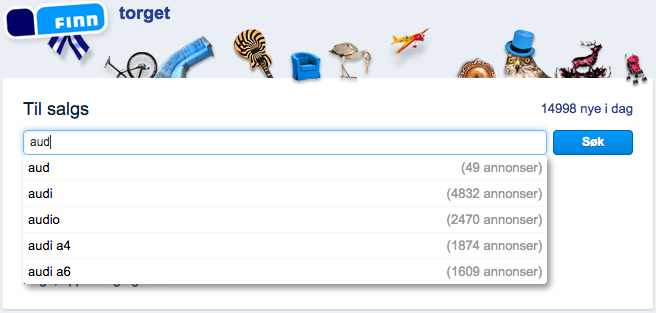 FINN torget
Til salgs 14998 nye i dag
aud Søk
aud (49 annonser)
audi (4832 annonser)
audio (2470 annonser)
audi a4 (1874 annonser)
audi a6 (1609 annonser)